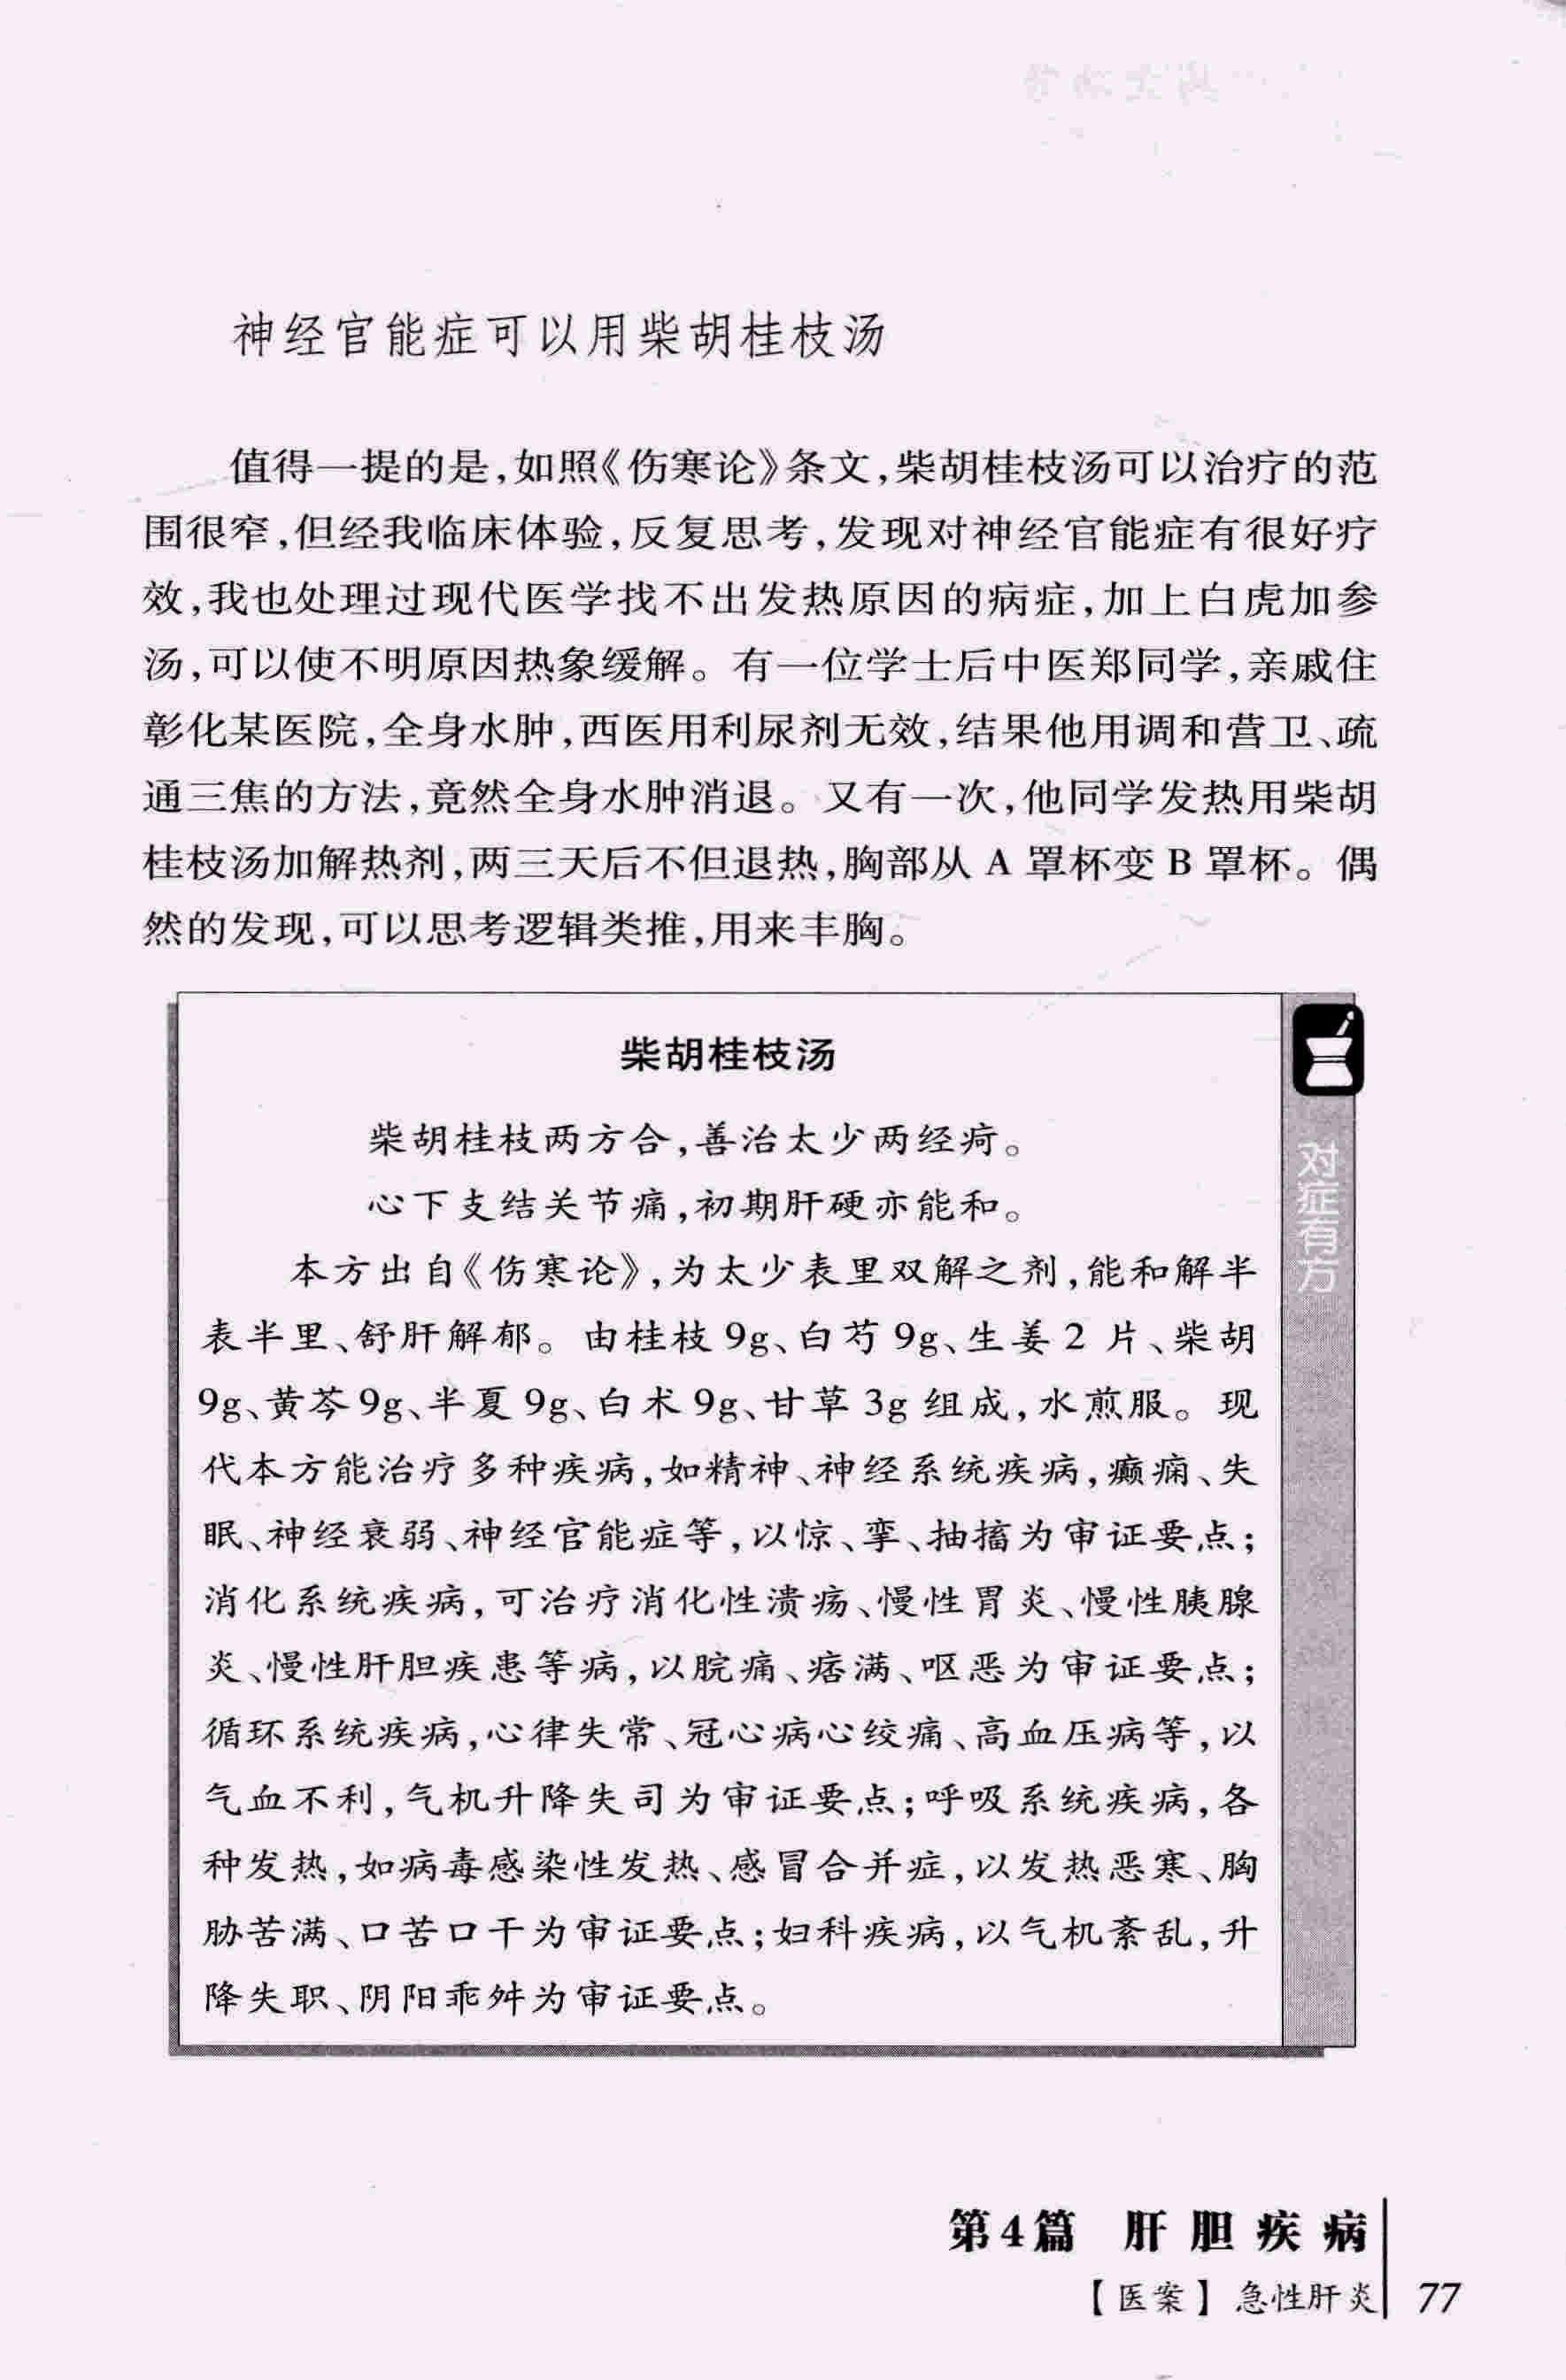 神经官能症可以用柴胡桂枝汤
值得一提的是,如照《伤寒论》条文,柴胡桂枝汤可以治疗的范
围很窄,但经我临床体验,反复思考,发现对神经官能症有很好疗
效,我也处理过现代医学找不出发热原因的病症,加上白虎加参
汤,可以使不明原因热象缓解。有一位学士后中医郑同学,亲戚住
彰化某医院,全身水肿,西医用利尿剂无效,结果他用调和营卫、疏
通三焦的方法,竟然全身水肿消退。又有一次,他同学发热用柴胡
桂枝汤加解热剂,两三天后不但退热,胸部从 A 罩杯变 B 罩杯。偶
然的发现,可以思考逻辑类推,用来丰胸。
柴胡桂枝汤
柴胡桂枝两方合,善治太少两经疴。
心下支结关节痛,初期肝硬亦能和。
本方出自《伤寒论》,为太少表里双解之剂,能和解半
表半里、舒肝解郁。由桂枝 9g、白芍 9g、生姜 2 片、柴胡
9g、黄芩 9g、半夏 9g、白术 9g、甘草 3g 组成,水煎服。现
代本方能治疗多种疾病,如精神、神经系统疾病,癫痫、失
眠、神经衰弱、神经官能症等,以惊、挛、抽搐为审证要点;
消化系统疾病,可治疗消化性溃疡、慢性胃炎、慢性胰腺
炎、慢性肝胆疾患等病,以脘痛、痞满、呕恶为审证要点;
循环系统疾病,心律失常、冠心病心绞痛、高血压病等,以
气血不利,气机升降失司为审证要点;呼吸系统疾病,各
种发热,如病毒感染性发热、感冒合并症,以发热恶寒、胸
胁苦满、口苦口干为审证要点;妇科疾病,以气机紊乱,升
降失职、阴阳乖舛为审证要点。
对症有方
第4篇 肝胆疾病
【医案】急性肝炎 77